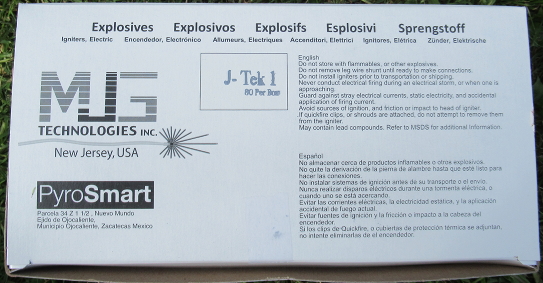 Explosives Explosivos Explosifs Esplosivi Sprengstoff
Igniters, Electric Encendedor, Electrónico Allumeurs, Electriques Accenditori, Elettrici Ignitores, Elétrica Zünder, Elektrische
MJG
TECHNOLOGIES INC.
New Jersey, USA
PyroSmart
Parcela 34 Z 1 1/2 , Nuevo Mundo
Ejido de Ojocaliente,
Municipio Ojocaliente, Zacatecas Mexico
J- Tek 1
80 Per Box
English
Do not store with flammables, or other explosives.
Do not remove leg wire shunt until ready to make connections.
Do not install igniters prior to transportation or shipping.
Never conduct electrical firing during an electrical storm, or when one is
approaching.
Guard against stray electrical currents, static electricity, and accidental
application of firing current.
Avoid sources of ignition, and friction or impact to head of igniter.
If quickfire clips, or shrouds are attached, do not attempt to remove them
from the igniter.
May contain lead compounds. Refer to MSDS for additional information.
Español
No almacenar cerca de productos inflamables o otros explosivos.
No quite la derivación de la pierna de alambre hasta que esté listo para
hacer las conexiones.
No instalar sistemas de ignición antes de su transporte o el envío.
Nunca realizar disparos eléctricos durante una tormenta eléctrica, o
cuando uno se está acercando.
Evitar las corrientes eléctricas, la electricidad estática, y la aplicación
accidental de fuego actual.
Evitar fuentes de ignición y la fricción o impacto a la cabeza del
encendedor.
Si los clips de Quickfire, o cubiertas de protección térmica se adjuntan,
no intente eliminarlas de el encendedor.